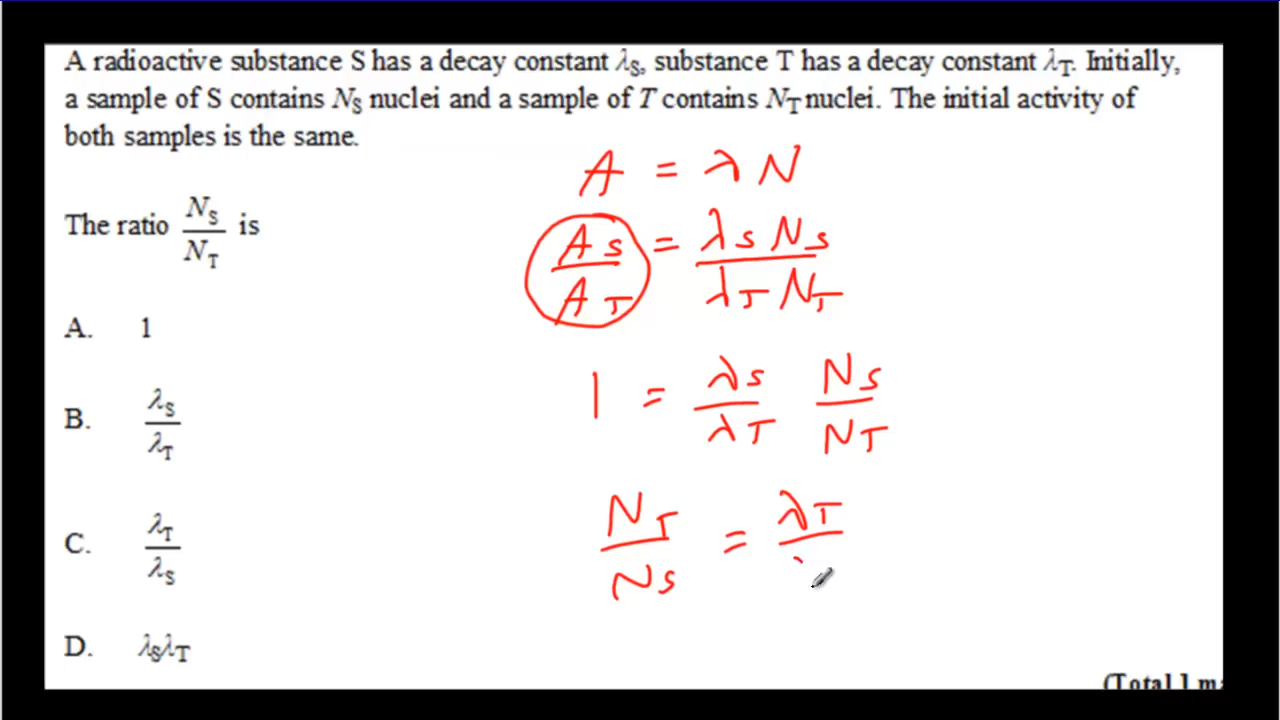 A radioactive substance S has a decay constant λS, substance T has a decay constant λT. Initially,
a sample of S contains NS nuclei and a sample of T contains NT nuclei. The initial activity of
both samples is the same.
A = λ N
The ratio NS/NT is
AS/AT = λS NS/λT NT
A. 1
1 = λS/λT NS/NT
B. λS/λT
C. λT/λS
NT/NS = λT
D. λSλT
(Total 1